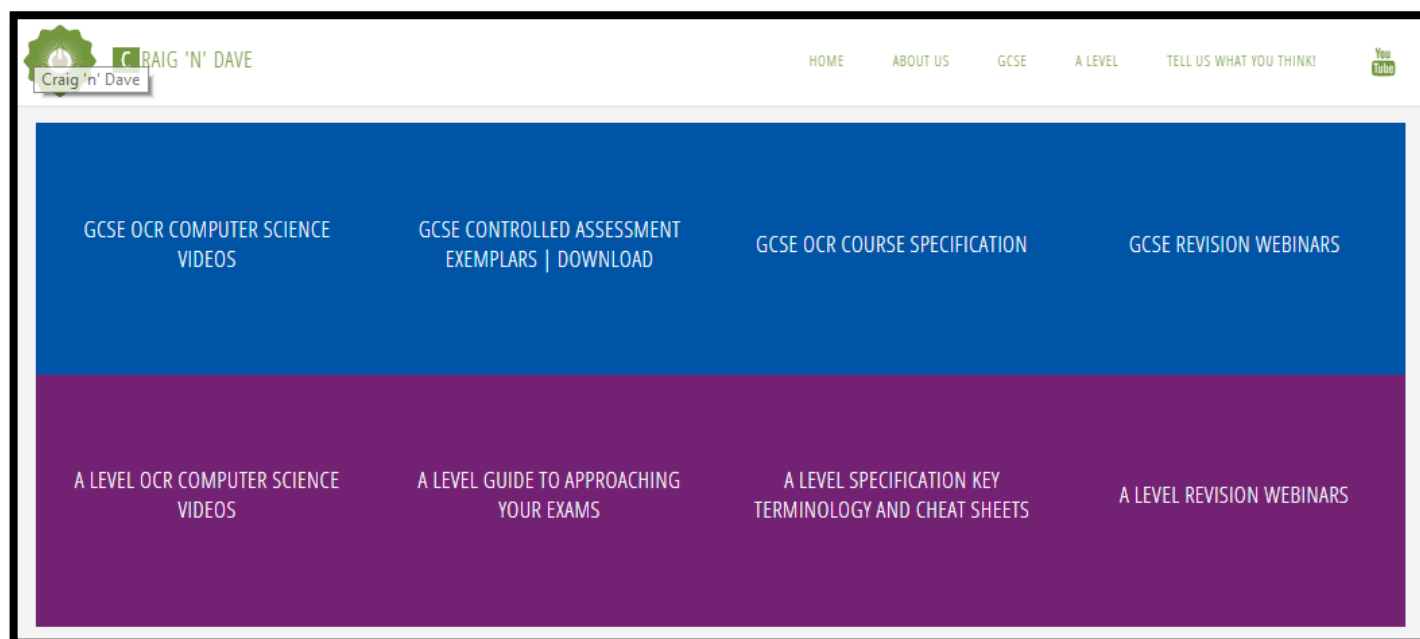 CRAIG 'N' DAVE
Craig 'n' Dave
HOME ABOUT US GCSE A LEVEL TELL US WHAT YOU THINK! You Tube
GCSE OCR COMPUTER SCIENCE
VIDEOS
GCSE CONTROLLED ASSESSMENT
EXEMPLARS | DOWNLOAD
GCSE OCR COURSE SPECIFICATION
GCSE REVISION WEBINARS
A LEVEL OCR COMPUTER SCIENCE
VIDEOS
A LEVEL GUIDE TO APPROACHING
YOUR EXAMS
A LEVEL SPECIFICATION KEY
TERMINOLOGY AND CHEAT SHEETS
A LEVEL REVISION WEBINARS